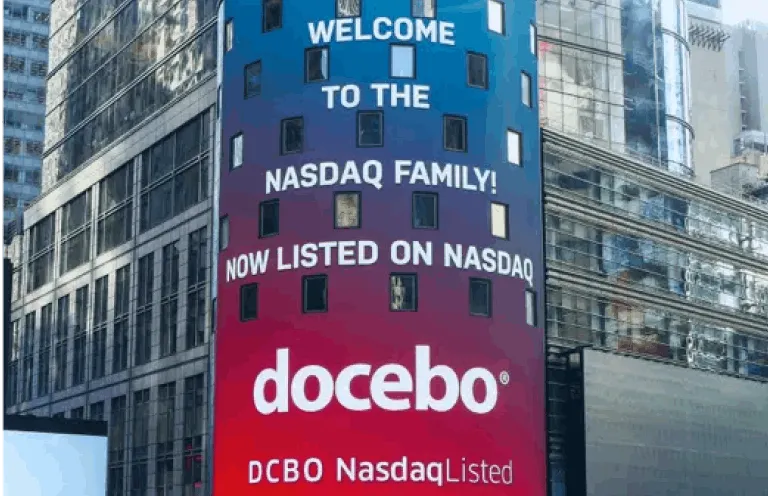 WELCOME
TO THE
NASDAQ FAMILY!
NOW LISTED ON NASDAQ
docebo®
DCBO NasdaqListed